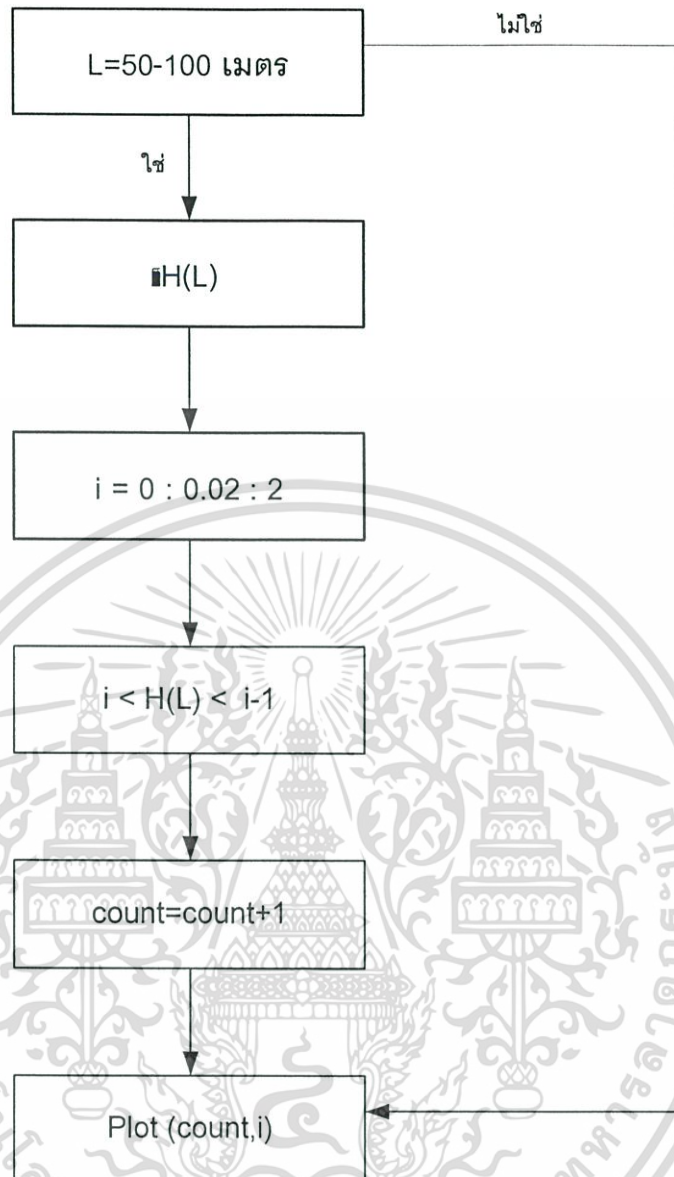 ไม่ใช่
L=50-100 เมตร
ใช่
H(L)
i = 0 : 0.02 : 2
i < H(L) < i-1
count=count+1
Plot (count,i)